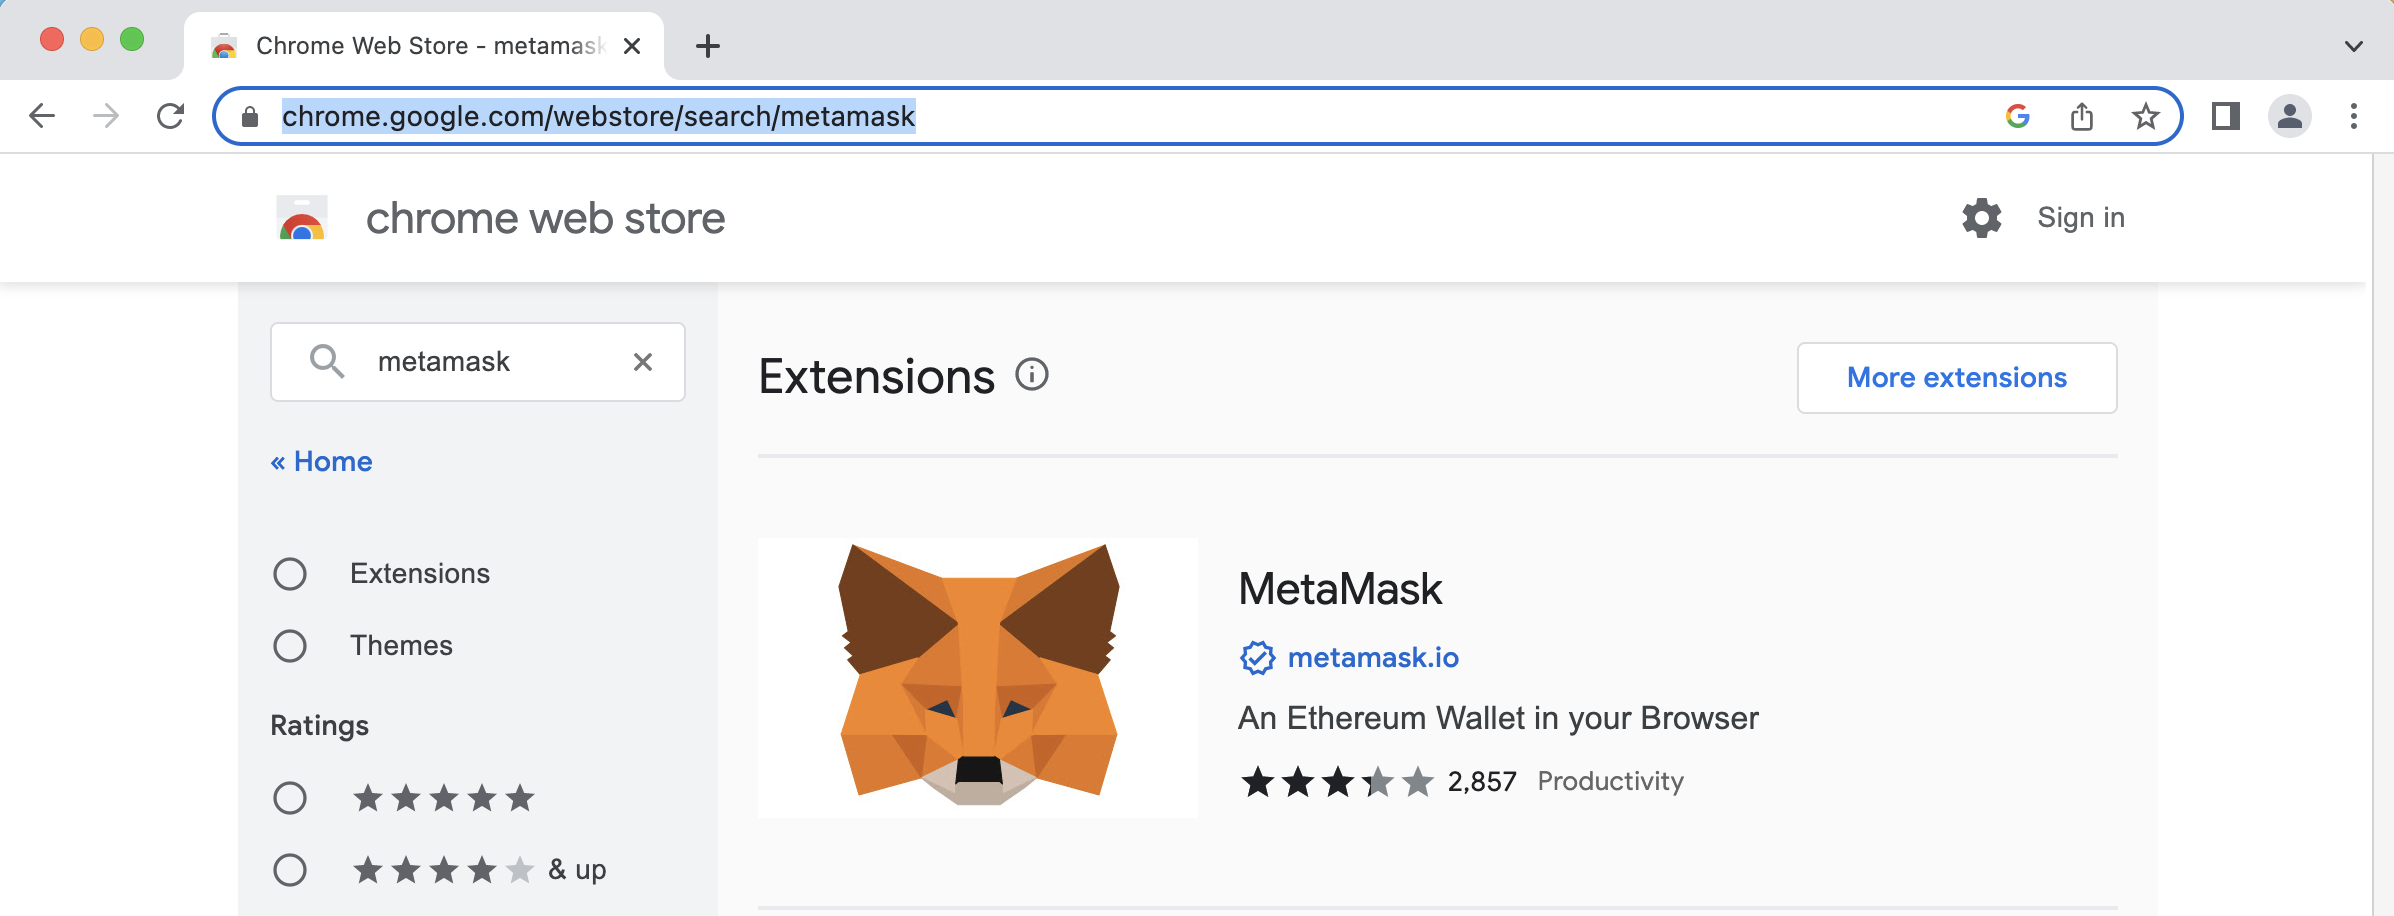 Chrome Web Store - metamask
chrome.google.com/webstore/search/metamask
chrome web store
Sign in
metamask
« Home
Extensions
Themes
Ratings
& up
Extensions
More extensions
MetaMask
metamask.io
An Ethereum Wallet in your Browser
2,857 Productivity